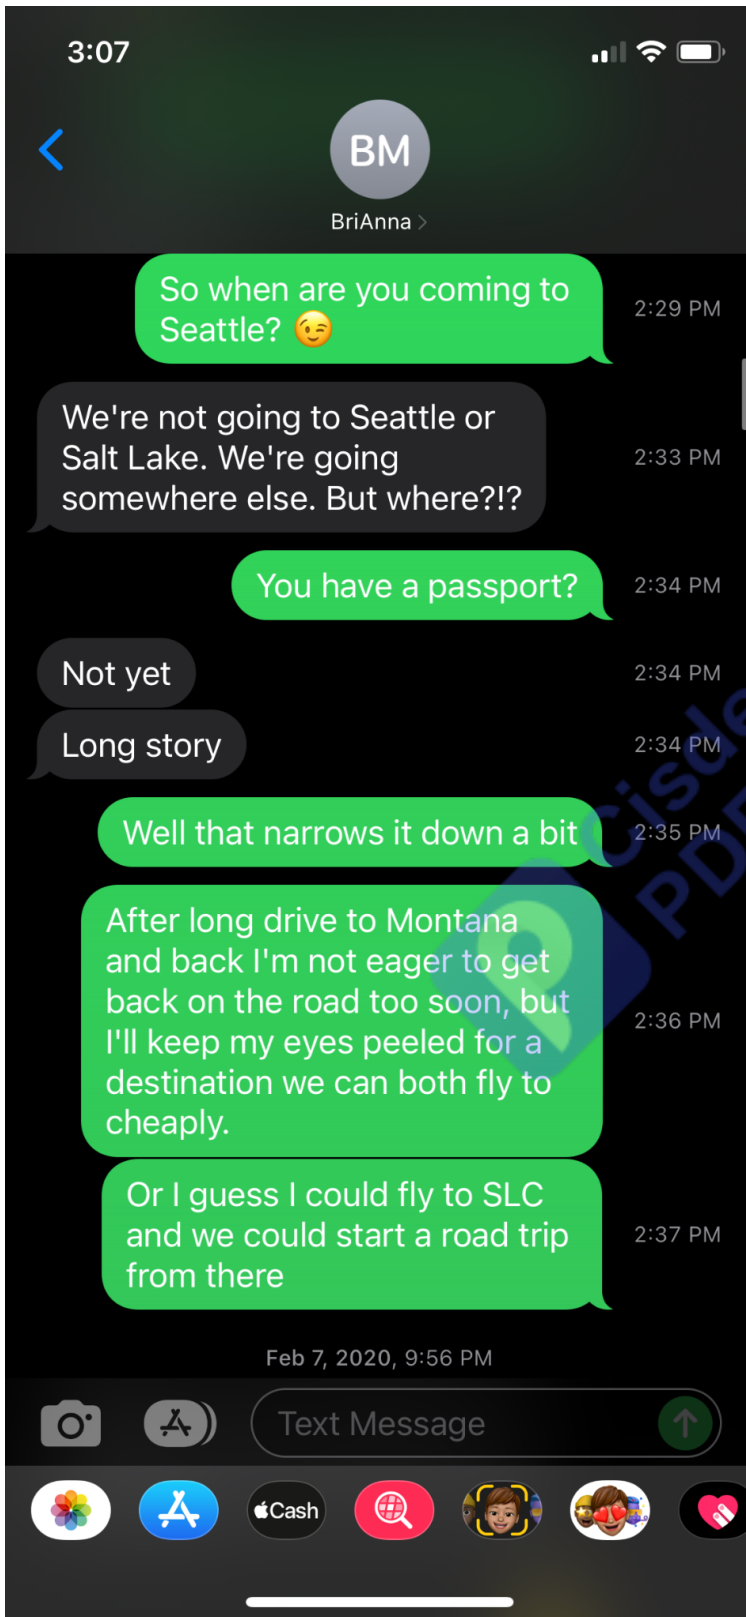 3:07
BM
BriAnna
So when are you coming to
Seattle? 😉
2:29 PM
We're not going to Seattle or
Salt Lake. We're going
somewhere else. But where?!?
2:33 PM
You have a passport?
2:34 PM
Not yet
2:34 PM
Long story
2:34 PM
Well that narrows it down a bit
2:35 PM
After long drive to Montana
and back I'm not eager to get
back on the road too soon, but
I'll keep my eyes peeled for a
destination we can both fly to
cheaply.
2:36 PM
Or I guess I could fly to SLC
and we could start a road trip
from there
2:37 PM
Feb 7, 2020, 9:56 PM
Text Message
Cash